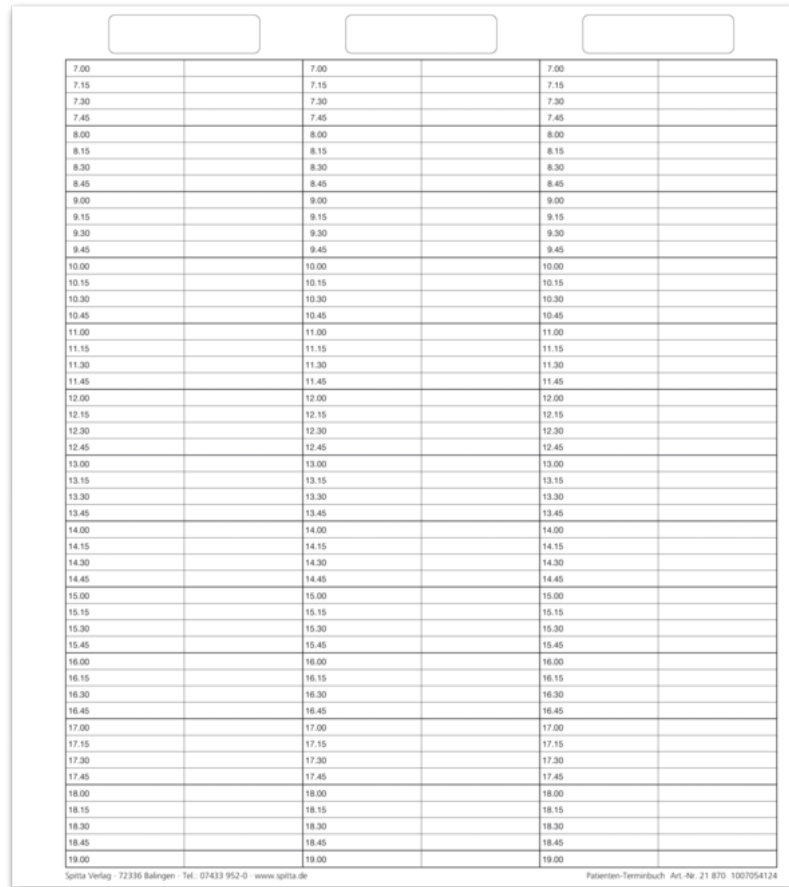 7.00 7.00 7.00
7.15 7.15 7.15
7.30 7.30 7.30
7.45 7.45 7.45
8.00 8.00 8.00
8.15 8.15 8.15
8.30 8.30 8.30
8.45 8.45 8.45
9.00 9.00 9.00
9.15 9.15 9.15
9.30 9.30 9.30
9.45 9.45 9.45
10.00 10.00 10.00
10.15 10.15 10.15
10.30 10.30 10.30
10.45 10.45 10.45
11.00 11.00 11.00
11.15 11.15 11.15
11.30 11.30 11.30
11.45 11.45 11.45
12.00 12.00 12.00
12.15 12.15 12.15
12.30 12.30 12.30
12.45 12.45 12.45
13.00 13.00 13.00
13.15 13.15 13.15
13.30 13.30 13.30
13.45 13.45 13.45
14.00 14.00 14.00
14.15 14.15 14.15
14.30 14.30 14.30
14.45 14.45 14.45
15.00 15.00 15.00
15.15 15.15 15.15
15.30 15.30 15.30
15.45 15.45 15.45
16.00 16.00 16.00
16.15 16.15 16.15
16.30 16.30 16.30
16.45 16.45 16.45
17.00 17.00 17.00
17.15 17.15 17.15
17.30 17.30 17.30
17.45 17.45 17.45
18.00 18.00 18.00
18.15 18.15 18.15
18.30 18.30 18.30
18.45 18.45 18.45
19.00 19.00 19.00
Spitta Verlag · 72336 Balingen · Tel.: 07433 952-0 · www.spitta.de Patienten-Terminbuch Art.-Nr. 21 870 1007054124